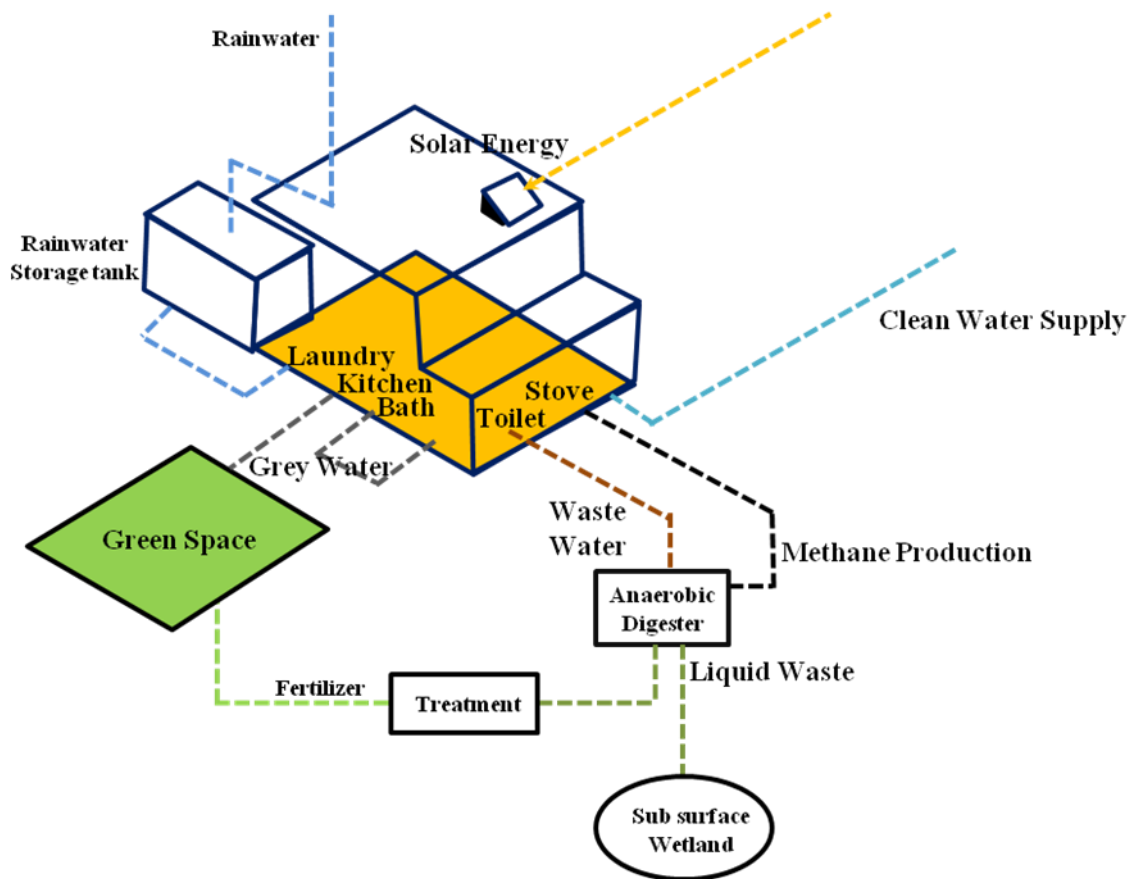 Rainwater
Solar Energy
Rainwater
Storage tank
Clean Water Supply
Laundry
Kitchen
Bath
Stove
Toilet
Grey Water
Green Space
Waste
Water
Methane Production
Anaerobic
Digester
Liquid Waste
Fertilizer
Treatment
Sub surface
Wetland